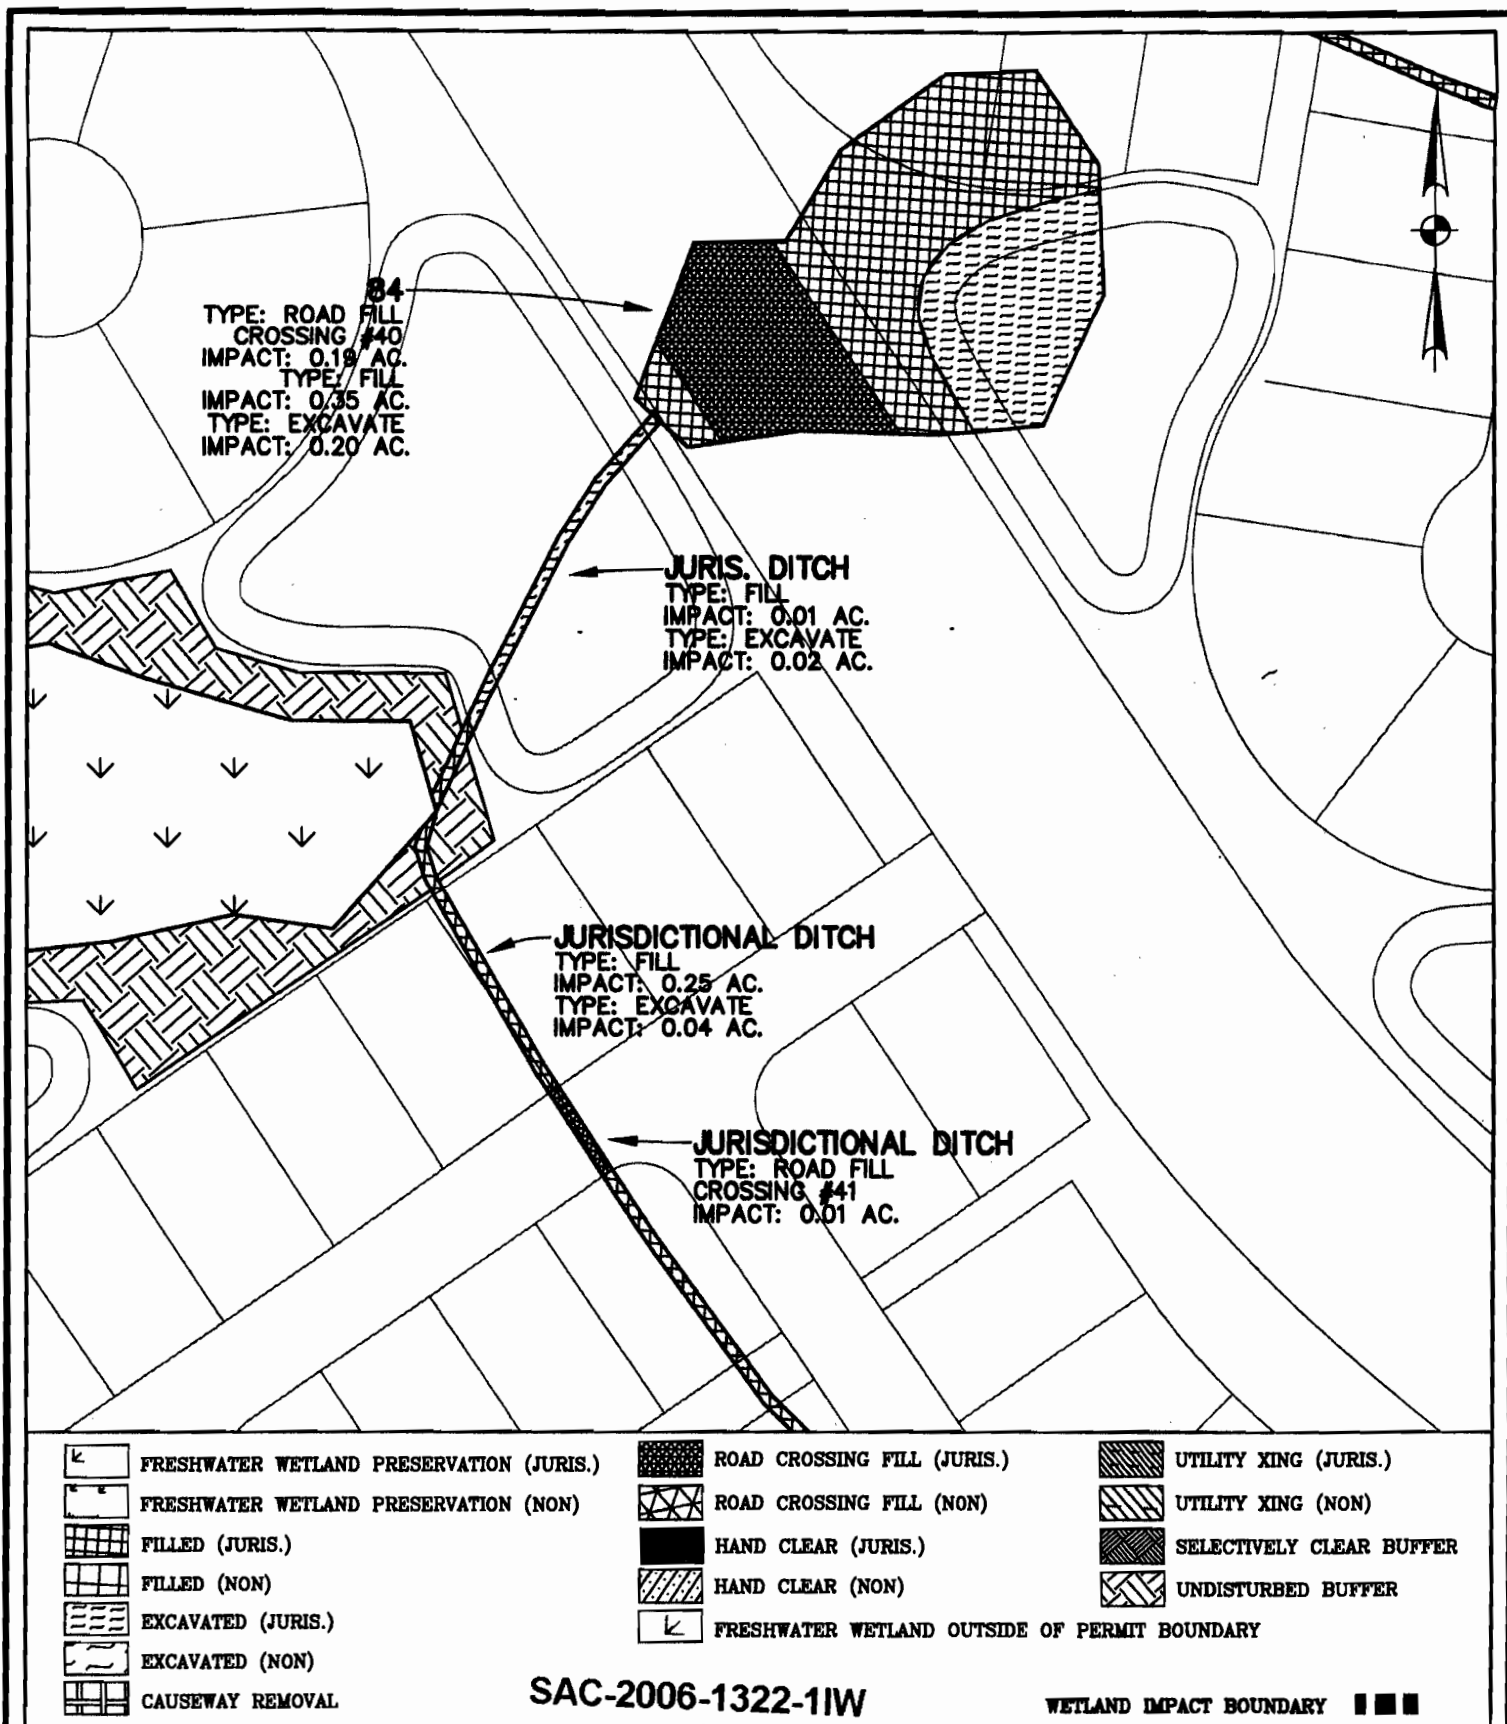 84
TYPE: ROAD FILL
CROSSING #40
IMPACT: 0.19 AC.
TYPE: FILL
IMPACT: 0.35 AC.
TYPE: EXCAVATE
IMPACT: 0.20 AC.
JURIS. DITCH
TYPE: FILL
IMPACT: 0.01 AC.
TYPE: EXCAVATE
IMPACT: 0.02 AC.
JURISDICTIONAL DITCH
TYPE: FILL
IMPACT: 0.25 AC.
TYPE: EXCAVATE
IMPACT: 0.04 AC.
JURISDICTIONAL DITCH
TYPE: ROAD FILL
CROSSING #41
IMPACT: 0.01 AC.
FRESHWATER WETLAND PRESERVATION (JURIS.)
FRESHWATER WETLAND PRESERVATION (NON)
FILLED (JURIS.)
FILLED (NON)
EXCAVATED (JURIS.)
EXCAVATED (NON)
CAUSEWAY REMOVAL
ROAD CROSSING FILL (JURIS.)
ROAD CROSSING FILL (NON)
HAND CLEAR (JURIS.)
HAND CLEAR (NON)
FRESHWATER WETLAND OUTSIDE OF PERMIT BOUNDARY
UTILITY XING (JURIS.)
UTILITY XING (NON)
SELECTIVELY CLEAR BUFFER
UNDISTURBED BUFFER
SAC-2006-1322-1IW
WETLAND IMPACT BOUNDARY